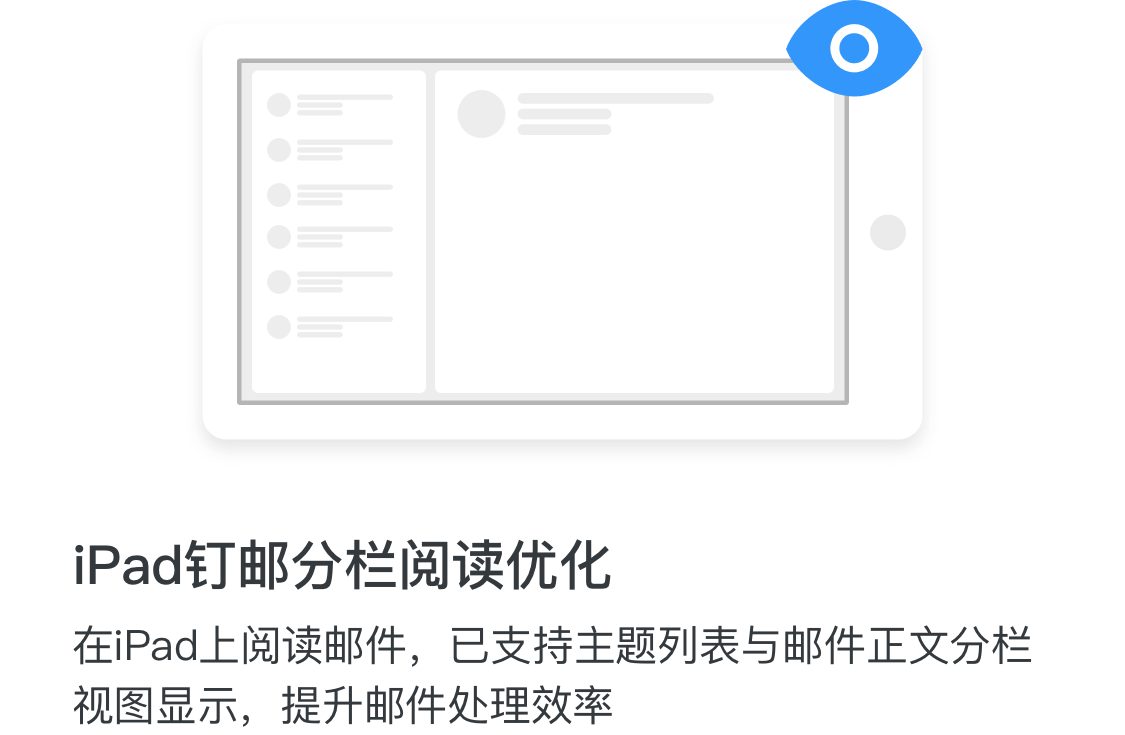 iPad钉邮分栏阅读优化
在iPad上阅读邮件，已支持主题列表与邮件正文分栏
视图显示，提升邮件处理效率